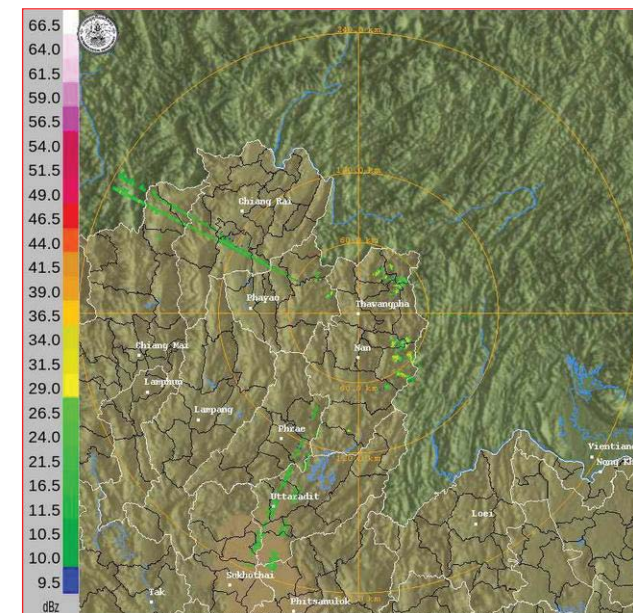 66.5
64.0
61.5
59.0
56.5
54.0
51.5
49.0
46.5
44.0
41.5
39.0
36.5
34.0
31.5
29.0
26.5
24.0
21.5
16.5
11.5
10.5
10.0
9.5
dBz
Chiang Rai
Phayao
Thawangpha
Chiang Mai
Nan
Lamphun
Lampang
Phrae
Vientiane
Nong Kh
Uttaradit
Loei
Sukhothai
Tak
Phitsanulok